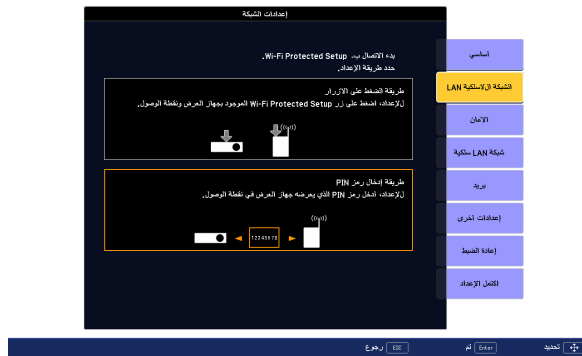 إعدادات الشبكة
بدء الاتصال بـ Wi-Fi Protected Setup.
حدد طريقة الإعداد.
طريقة الضغط على الازرار
للإعداد، اضغط على زر Wi-Fi Protected Setup الموجود بجهاز العرض ونقطة الوصول.
طريقة إدخال رمز PIN
للإعداد، أدخل رمز PIN الذي يعرضه جهاز العرض في نقطة الوصول.
12345678
أساسي
الشبكة اللاسلكية LAN
الأمان
شبكة LAN سلكية
بريد
إعدادات أخرى
إعادة الضبط
اكتمل الإعداد
تحديد
Enter تم
ESC رجوع